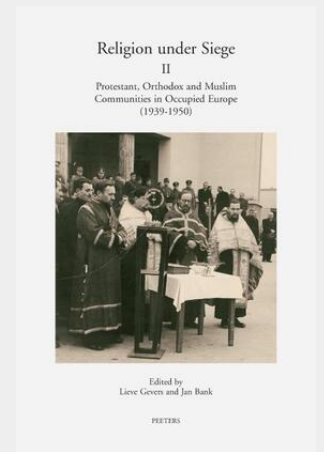 Religion under Siege
II
Protestant, Orthodox and Muslim
Communities in Occupied Europe
(1939-1950)
Edited by
Lieve Gevers and Jan Bank
PEETERS